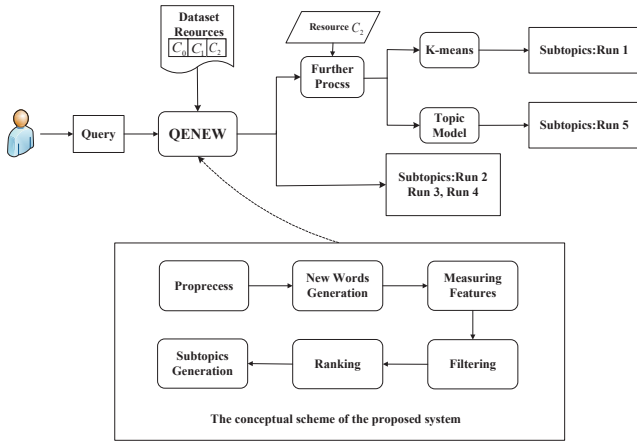 Dataset
Reources
C0 C1 C2
Resource C2
Further
Procss
K-means
Subtopics:Run 1
Query
QENEW
Topic
Model
Subtopics:Run 5
Subtopics:Run 2
Run 3, Run 4
Proprecess
New Words
Generation
Measuring
Features
Subtopics
Generation
Ranking
Filtering
The conceptual scheme of the proposed system